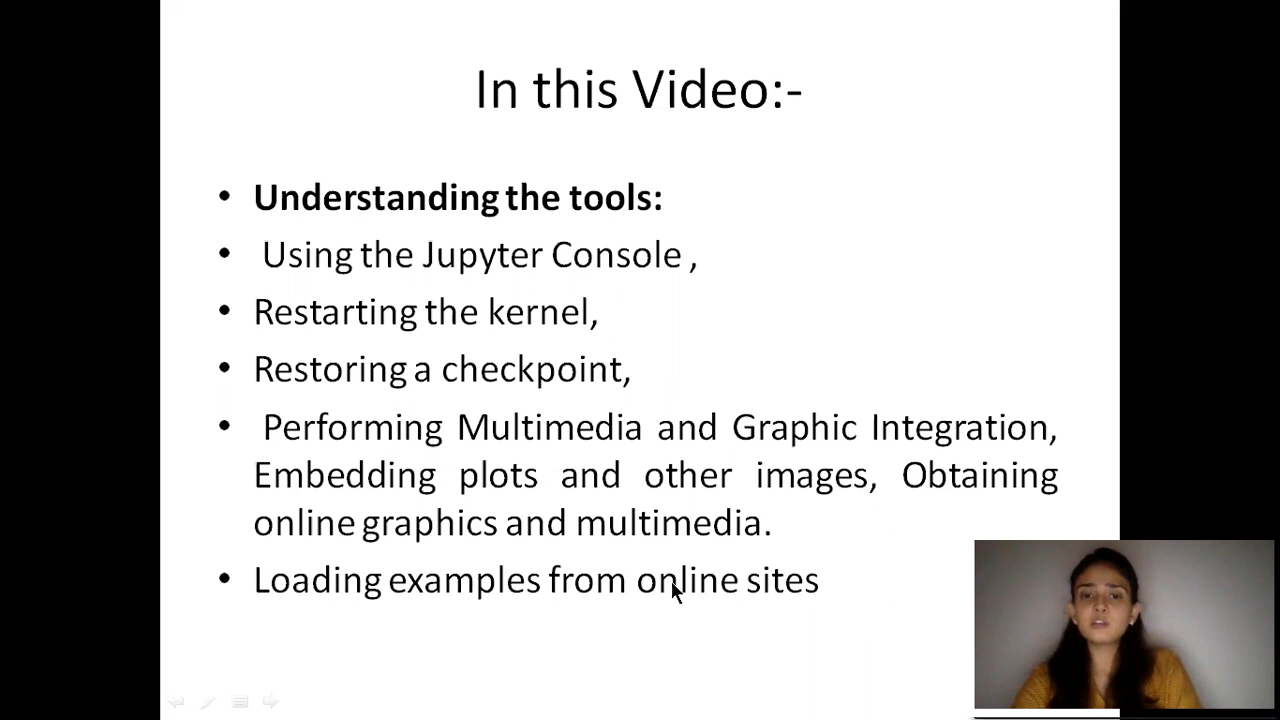 In this Video:-
• Understanding the tools:
• Using the Jupyter Console ,
• Restarting the kernel,
• Restoring a checkpoint,
• Performing Multimedia and Graphic Integration,
Embedding plots and other images, Obtaining
online graphics and multimedia.
• Loading examples from online sites